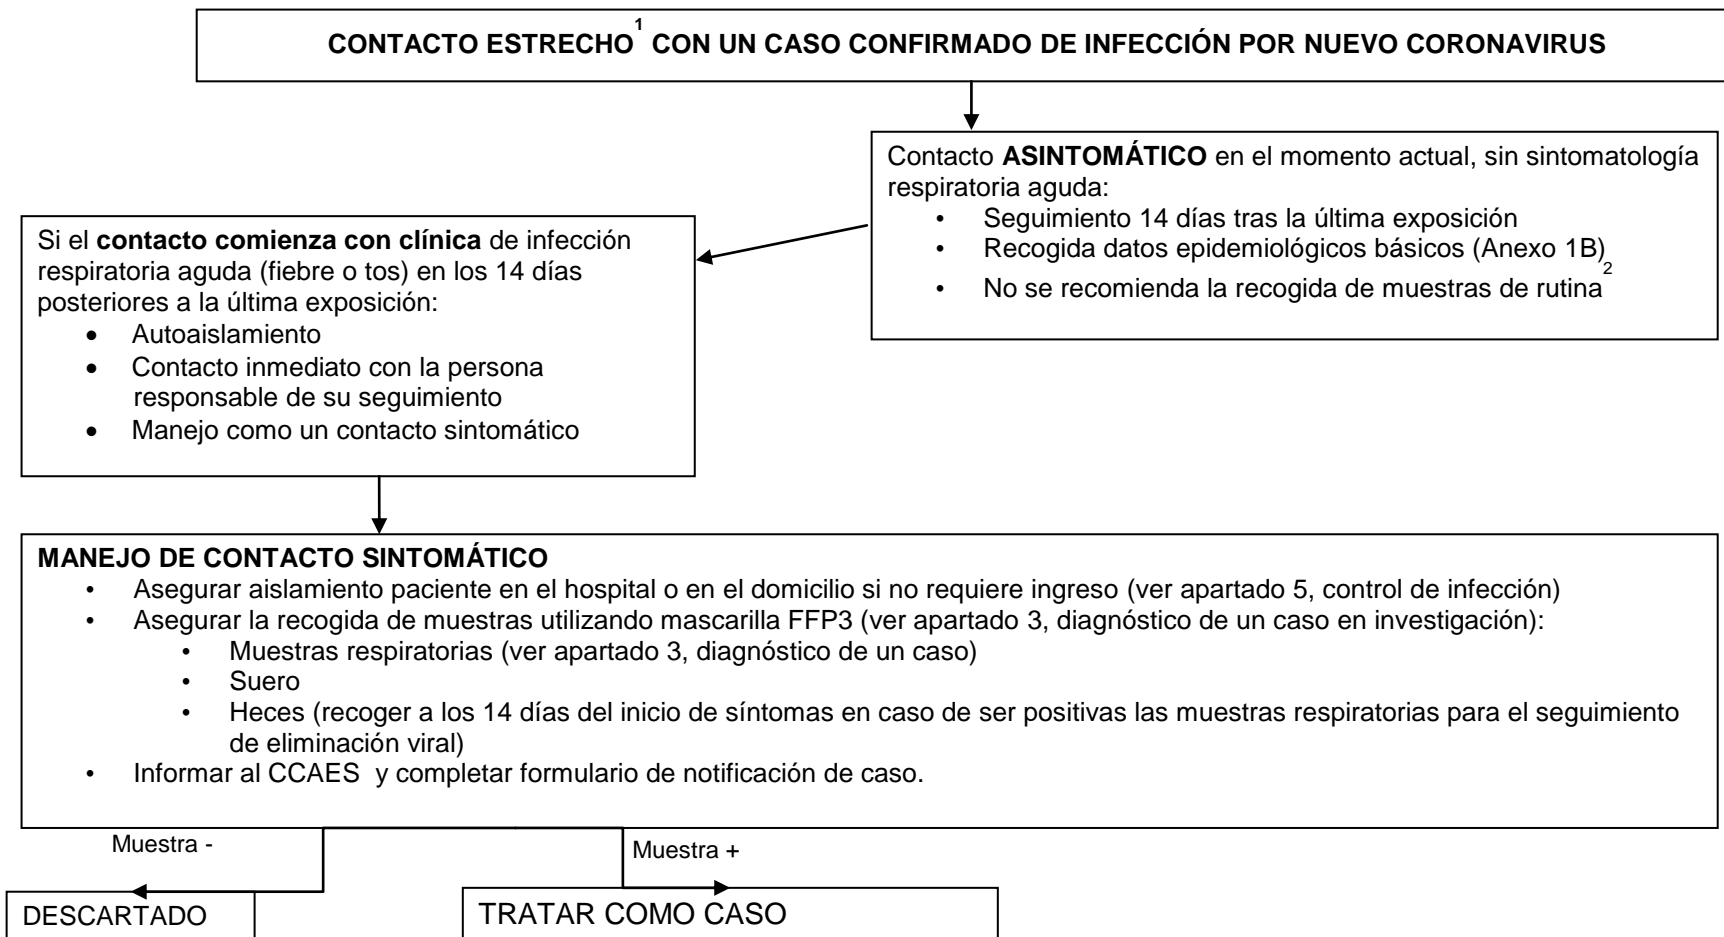 CONTACTO ESTRECHO¹ CON UN CASO CONFIRMADO DE INFECCIÓN POR NUEVO CORONAVIRUS
Contacto ASINTOMÁTICO en el momento actual, sin sintomatología
respiratoria aguda:
• Seguimiento 14 días tras la última exposición
• Recogida datos epidemiológicos básicos (Anexo 1B)
• No se recomienda la recogida de muestras de rutina²
Si el contacto comienza con clínica de infección
respiratoria aguda (fiebre o tos) en los 14 días
posteriores a la última exposición:
• Autoaislamiento
• Contacto inmediato con la persona
responsable de su seguimiento
• Manejo como un contacto sintomático
MANEJO DE CONTACTO SINTOMÁTICO
• Asegurar aislamiento paciente en el hospital o en el domicilio si no requiere ingreso (ver apartado 5, control de infección)
• Asegurar la recogida de muestras utilizando mascarilla FFP3 (ver apartado 3, diagnóstico de un caso en investigación):
• Muestras respiratorias (ver apartado 3, diagnóstico de un caso)
• Suero
• Heces (recoger a los 14 días del inicio de síntomas en caso de ser positivas las muestras respiratorias para el seguimiento
de eliminación viral)
• Informar al CCAES y completar formulario de notificación de caso.
Muestra -
Muestra +
DESCARTADO
TRATAR COMO CASO